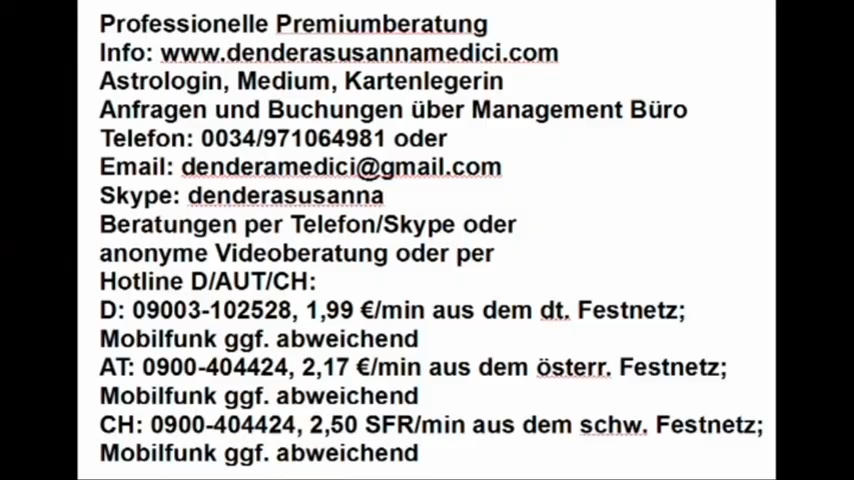 Professionelle Premiumberatung
Info: www.denderasusannamedici.com
Astrologin, Medium, Kartenlegerin
Anfragen und Buchungen über Management Büro
Telefon: 0034/971064981 oder
Email: denderamedici@gmail.com
Skype: denderasusanna
Beratungen per Telefon/Skype oder
anonyme Videoberatung oder per
Hotline D/AUT/CH:
D: 09003-102528, 1,99 €/min aus dem dt. Festnetz;
Mobilfunk ggf. abweichend
AT: 0900-404424, 2,17 €/min aus dem österr. Festnetz;
Mobilfunk ggf. abweichend
CH: 0900-404424, 2,50 SFR/min aus dem schw. Festnetz;
Mobilfunk ggf. abweichend